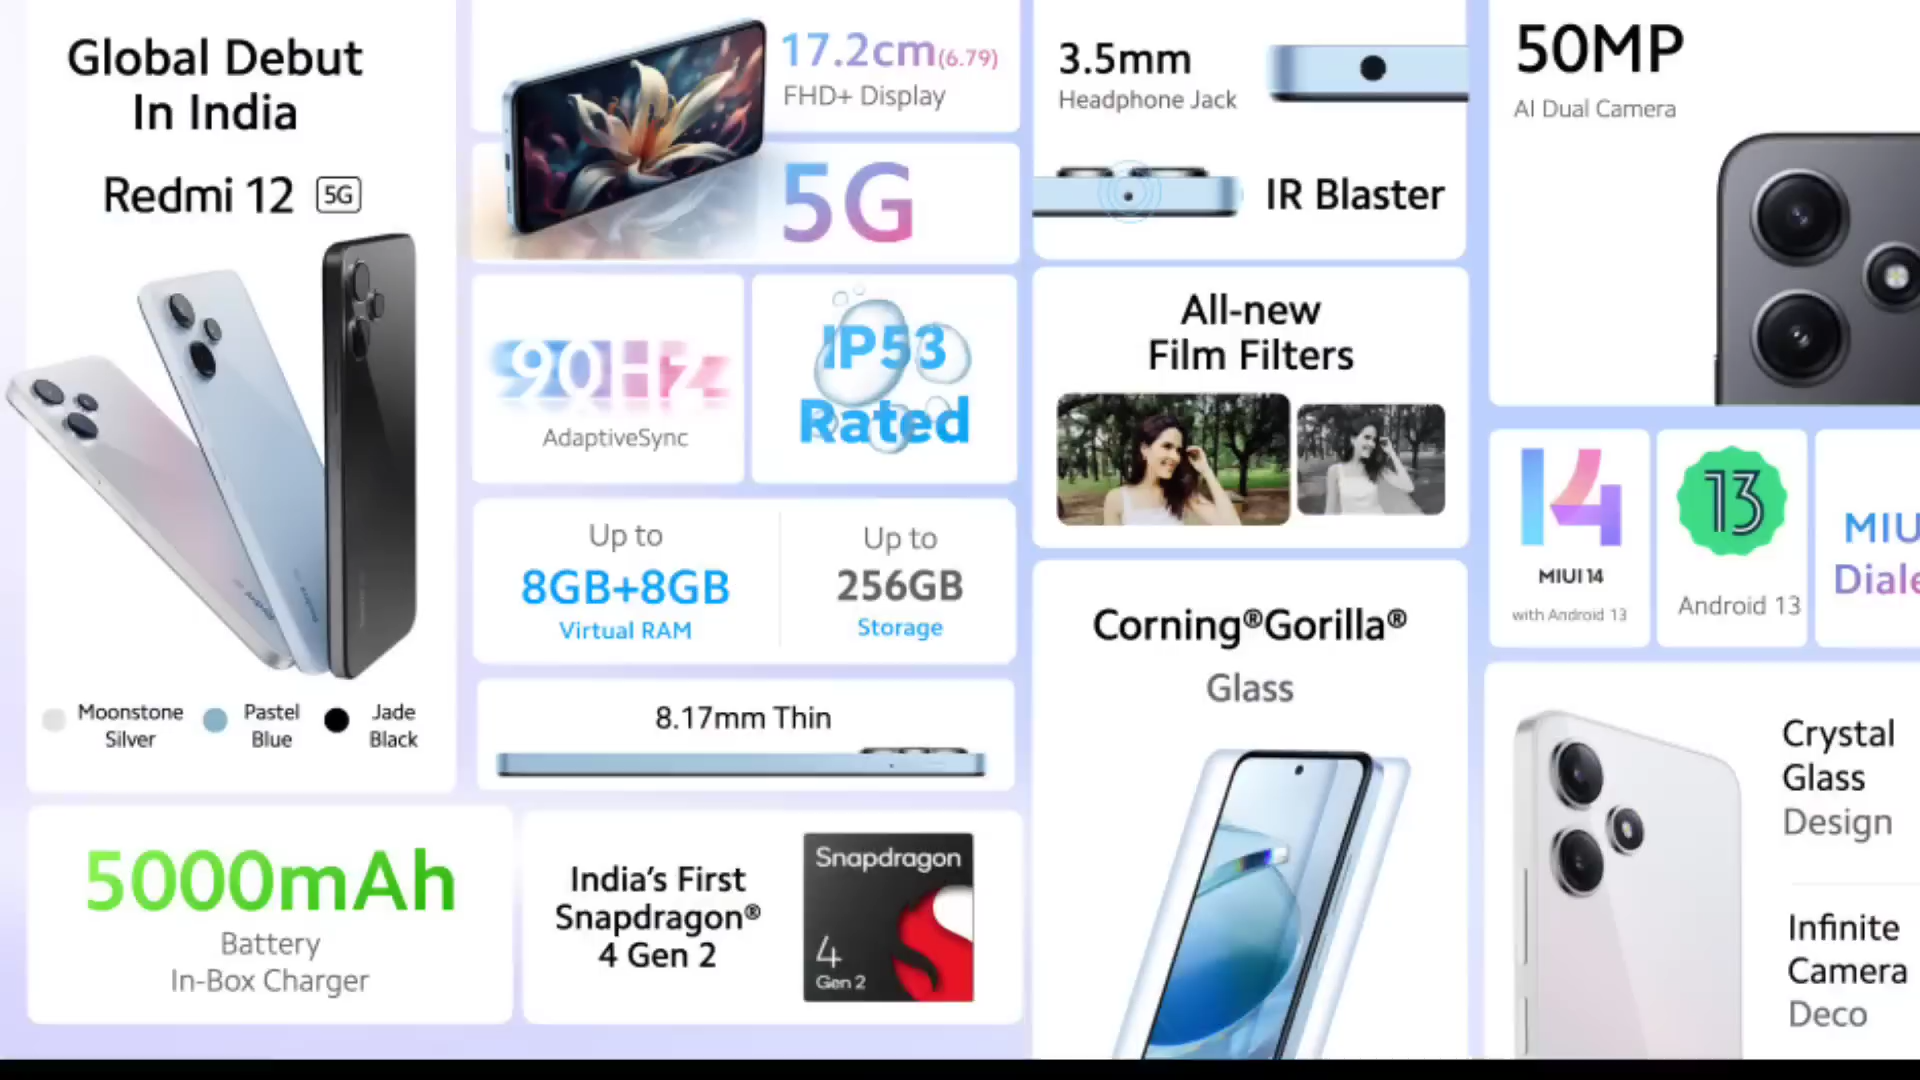 Global Debut
In India
Redmi 12 5G
Moonstone
Silver
Pastel
Blue
Jade
Black
5000mAh
Battery
In-Box Charger
17.2cm(6.79)
FHD+ Display
5G
90Hz
AdaptiveSync
IP53
Rated
Up to
8GB+8GB
Virtual RAM
Up to
256GB
Storage
8.17mm Thin
India's First
Snapdragon®
4 Gen 2
Snapdragon
4
Gen 2
3.5mm
Headphone Jack
IR Blaster
All-new
Film Filters
Corning®Gorilla®
Glass
50MP
AI Dual Camera
14
MIUI 14
with Android 13
13
Android 13
MIU
Diale
Crystal
Glass
Design
Infinite
Camera
Deco